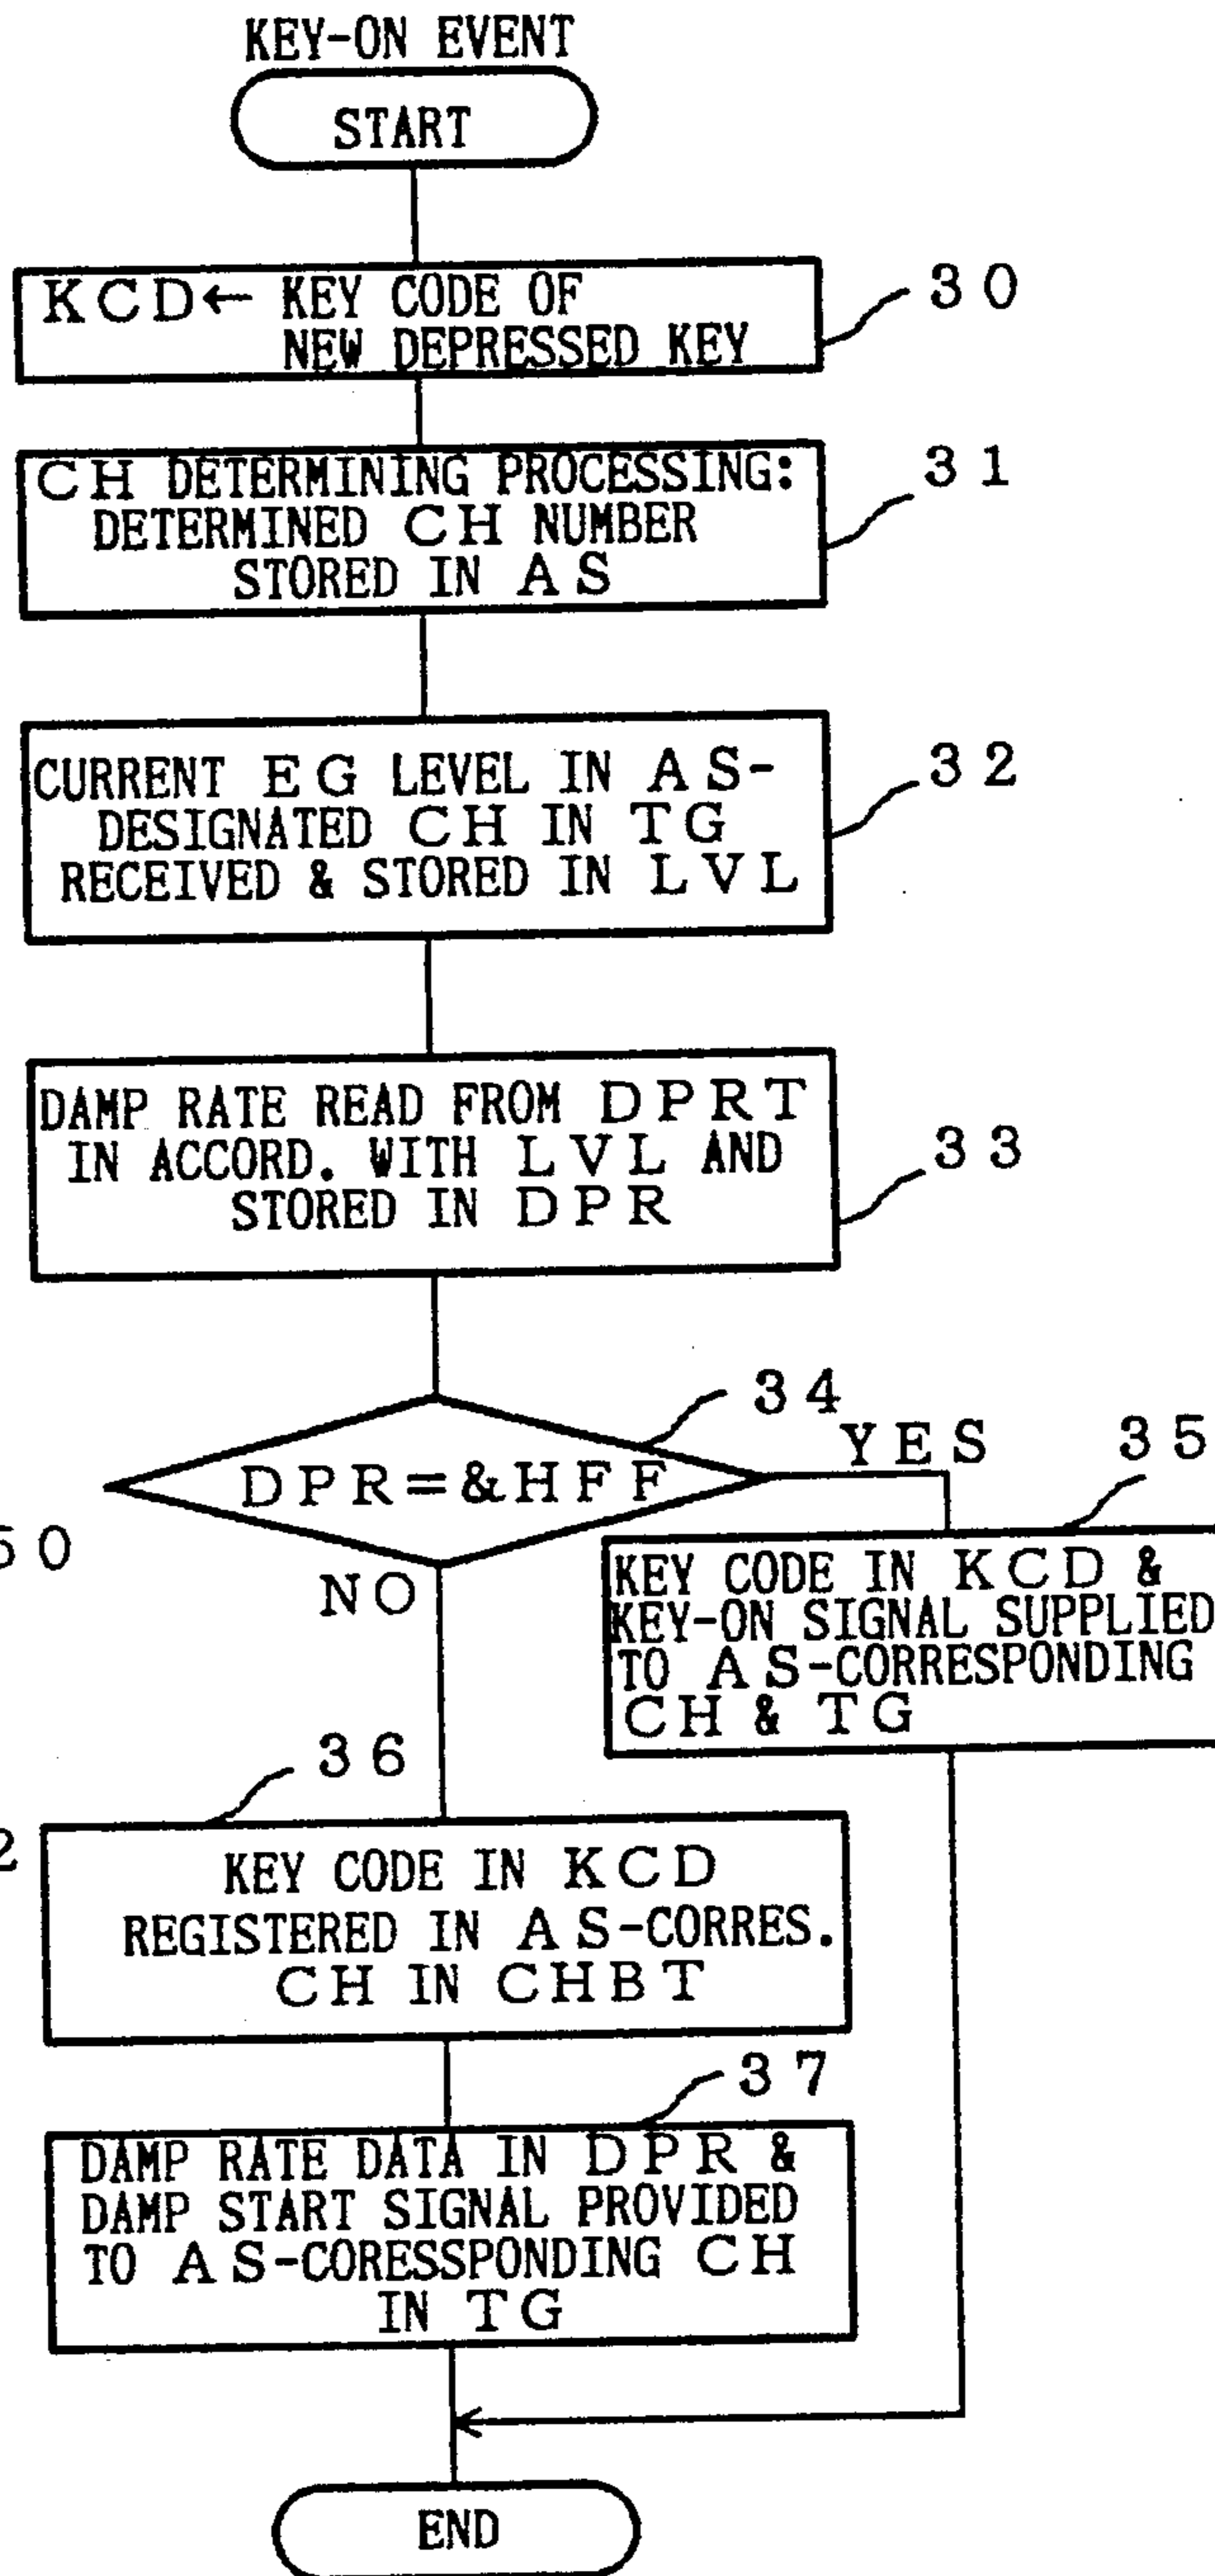 KEY-ON EVENT
START
KCD← KEY CODE OF
NEW DEPRESSED KEY
30
CH DETERMINING PROCESSING:
DETERMINED CH NUMBER
STORED IN AS
31
CURRENT EG LEVEL IN AS-
DESIGNATED CH IN TG
RECEIVED & STORED IN LVL
32
DAMP RATE READ FROM DPRT
IN ACCORD. WITH LVL AND
STORED IN DPR
33
34
DPR=&HFF
YES
35
NO
KEY CODE IN KCD &
KEY-ON SIGNAL SUPPLIED
TO AS-CORRESPONDING
CH & TG
36
KEY CODE IN KCD
REGISTERED IN AS-CORRES.
CH IN CHBT
37
DAMP RATE DATA IN DPR &
DAMP START SIGNAL PROVIDED
TO AS-CORESSPONDING CH
IN TG
END